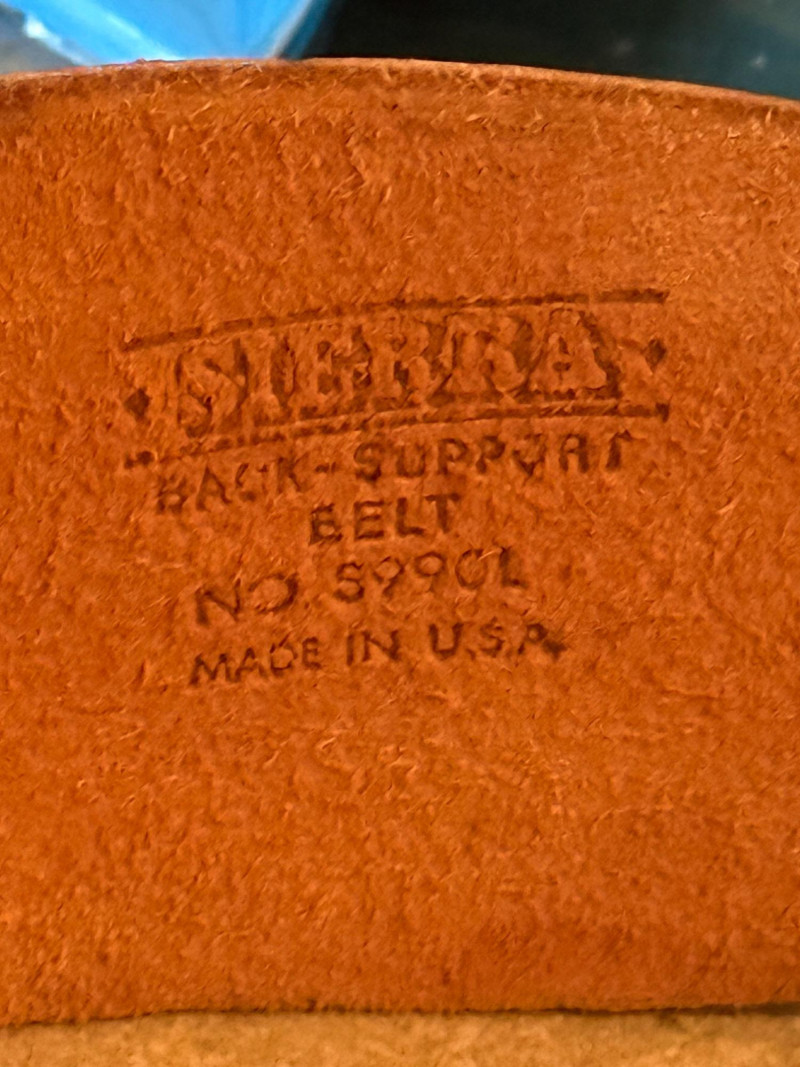 SIERRA
BACK-SUPPORT
BELT
NO. S990L
MADE IN U.S.A.